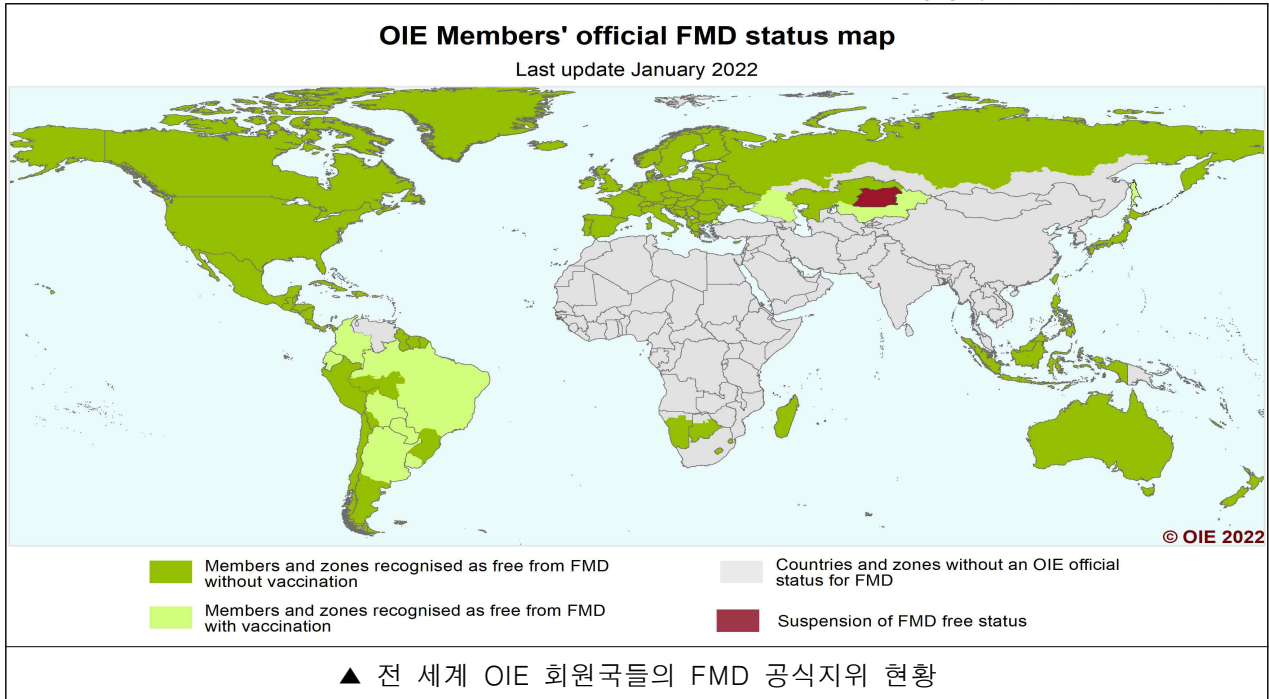 OIE Members' official FMD status map
Last update January 2022
© OIE 2022
Members and zones recognised as free from FMD
without vaccination
Members and zones recognised as free from FMD
with vaccination
Countries and zones without an OIE official
status for FMD
Suspension of FMD free status
▲ 전 세계 OIE 회원국들의 FMD 공식지위 현황